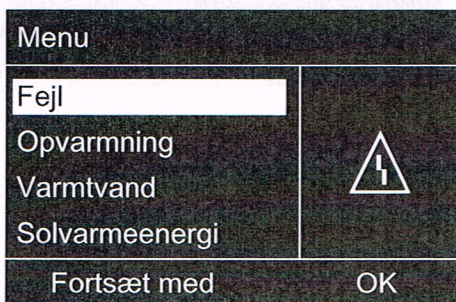 Menu
Fejl
Opvarmning
Varmtvand
Solvarmeenergi
Fortsæt med OK